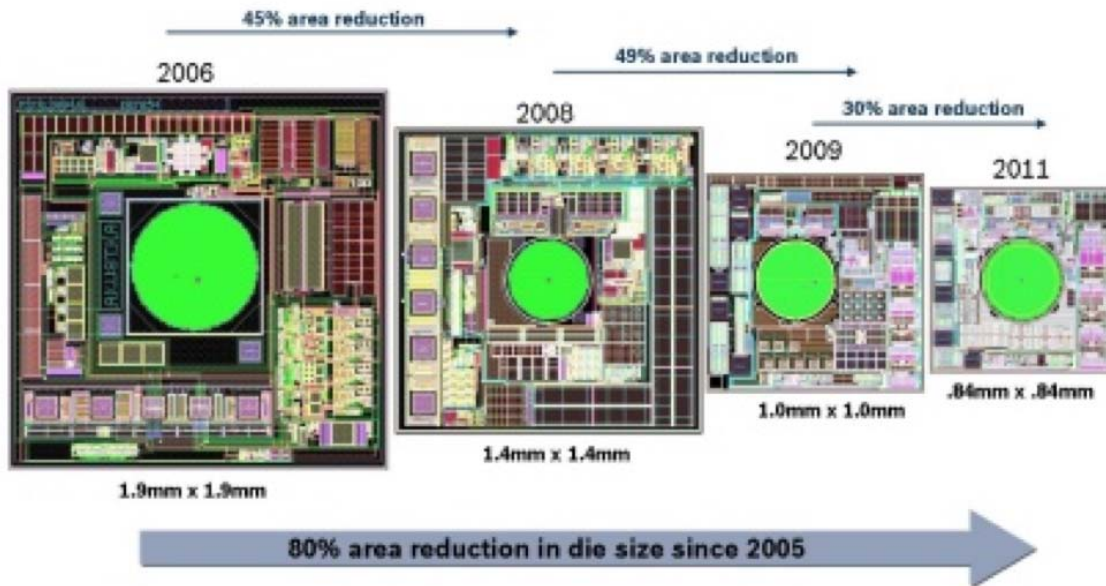 45% area reduction
49% area reduction
30% area reduction
2006
2008
2009
2011
1.9mm x 1.9mm
1.4mm x 1.4mm
1.0mm x 1.0mm
.84mm x .84mm
80% area reduction in die size since 2005